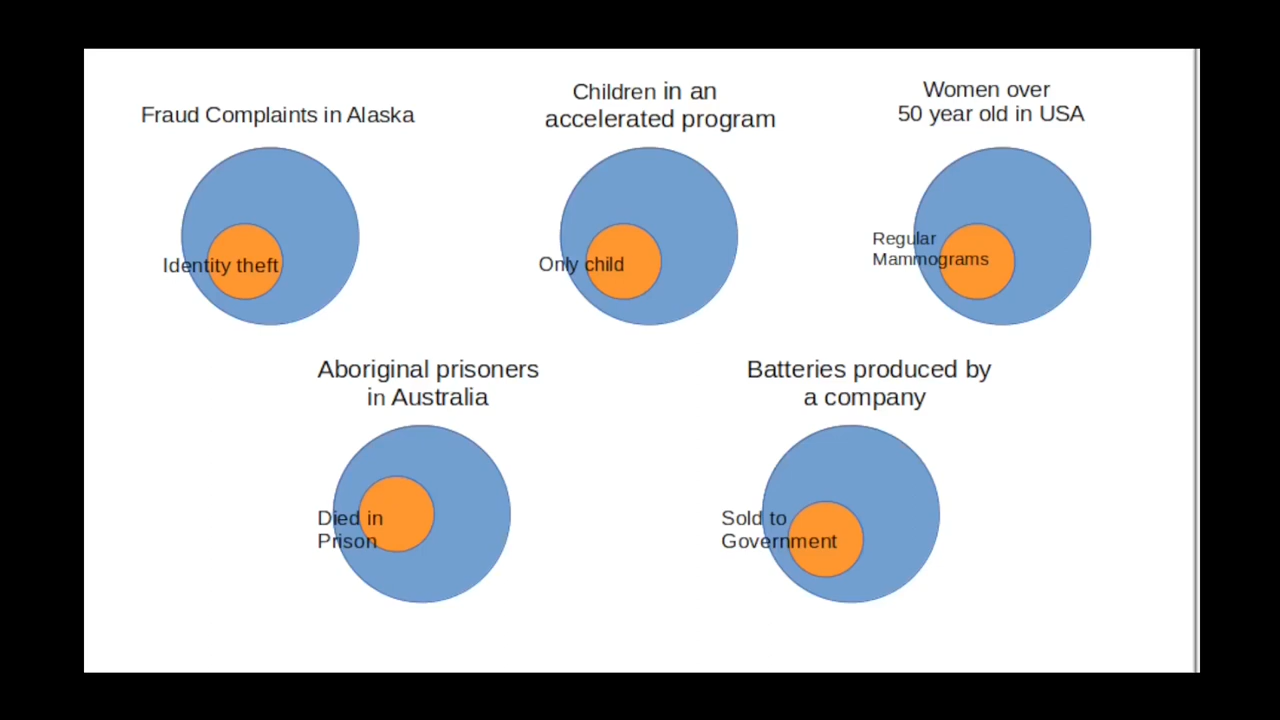 Fraud Complaints in Alaska
Children in an
accelerated program
Women over
50 year old in USA
Identity theft
Only child
Regular
Mammograms
Aboriginal prisoners
in Australia
Batteries produced by
a company
Died in
Prison
Sold to
Government